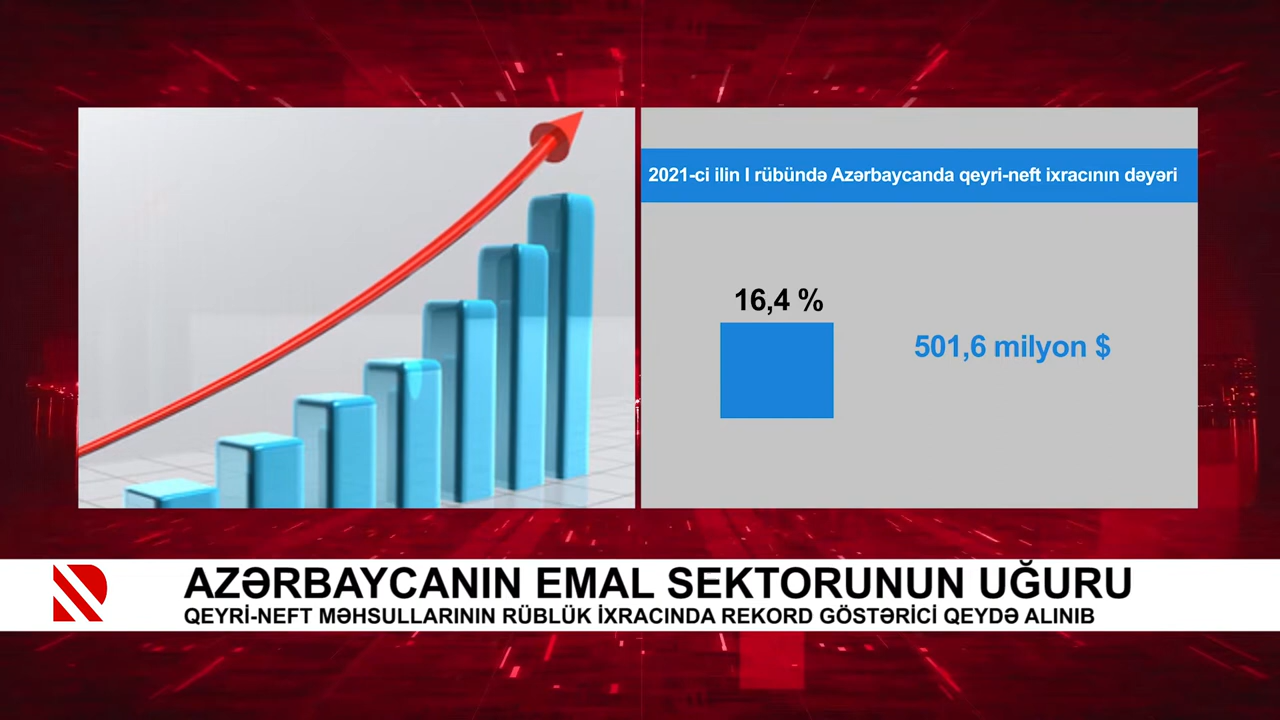 2021-ci ilin I rübündə Azərbaycanda qeyri-neft ixracının dəyəri
16,4 %
501,6 milyon $
AZƏRBAYCANIN EMAL SEKTORUNUN UĞURU
QEYRİ-NEFT MƏHSULLARININ RÜBLÜK İXRACINDA REKORD GÖSTƏRİCİ QEYDƏ ALINIB